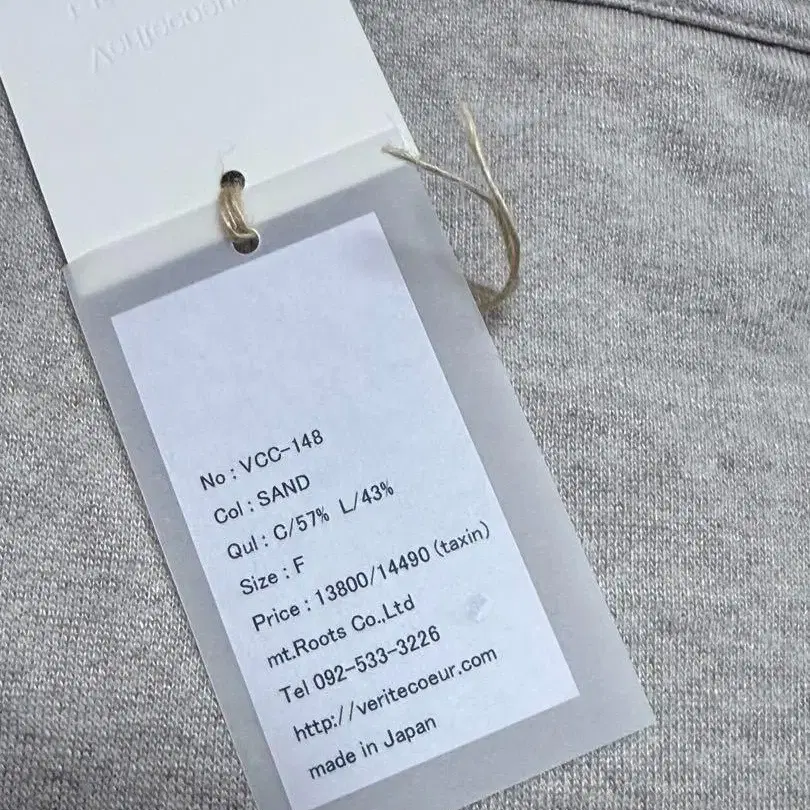 No : VCC-148
Col : SAND
Qul : C/57% L/43%
Size : F
Price : 13800/14490 (taxin)
mt.Roots Co.,Ltd
Tel 092-533-3226
http://veritecoeur.com
made in Japan